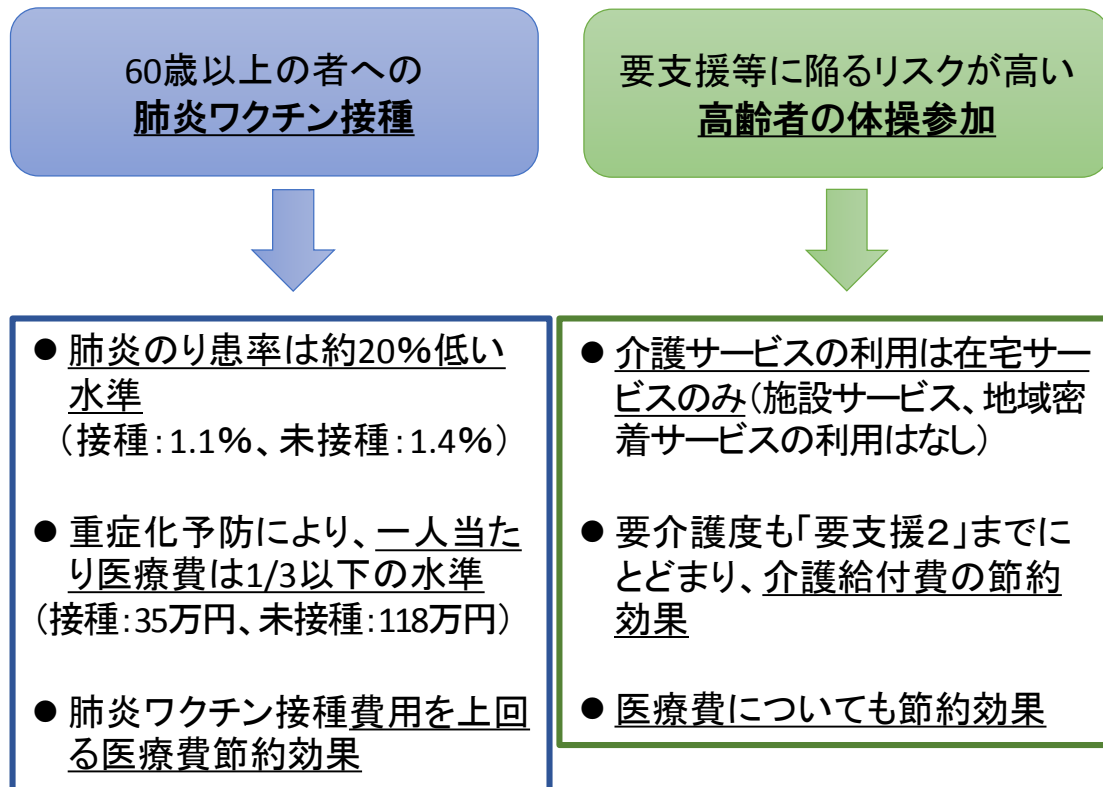 60歳以上の者への
肺炎ワクチン接種
● 肺炎のり患率は約20%低い
水準
（接種：1.1%、未接種：1.4%）
● 重症化予防により、一人当た
り医療費は1/3以下の水準
（接種：35万円、未接種：118万円）
● 肺炎ワクチン接種費用を上回
る医療費節約効果
要支援等に陥るリスクが高い
高齢者の体操参加
● 介護サービスの利用は在宅サー
ビスのみ（施設サービス、地域密
着サービスの利用はなし）
● 要介護度も「要支援２」までに
とどまり、介護給付費の節約
効果
● 医療費についても節約効果